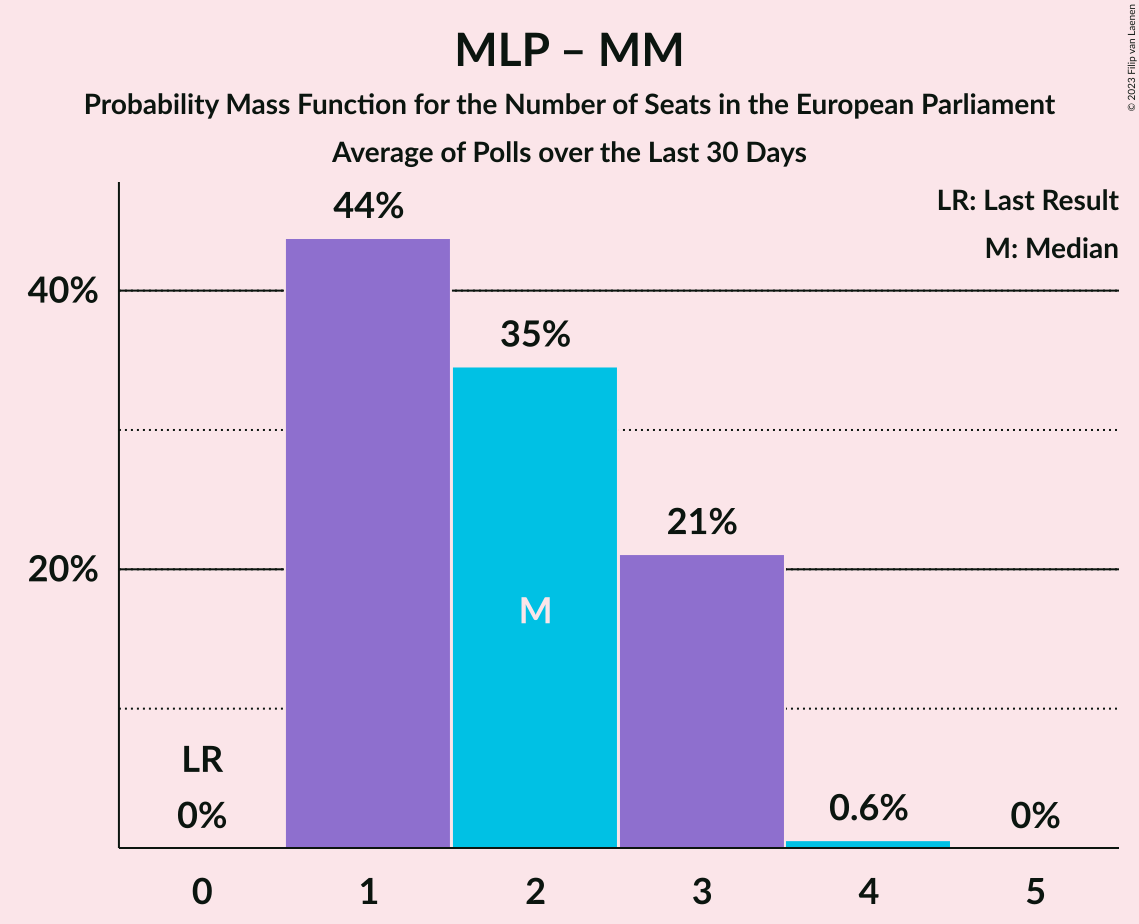 MLP – MM
Probability Mass Function for the Number of Seats in the European Parliament
Average of Polls over the Last 30 Days
© 2023 Filip van Laenen
LR: Last Result
M: Median
44%
40%
35%
21%
20%
M
LR
0%
0.6%
0%
0 1 2 3 4 5